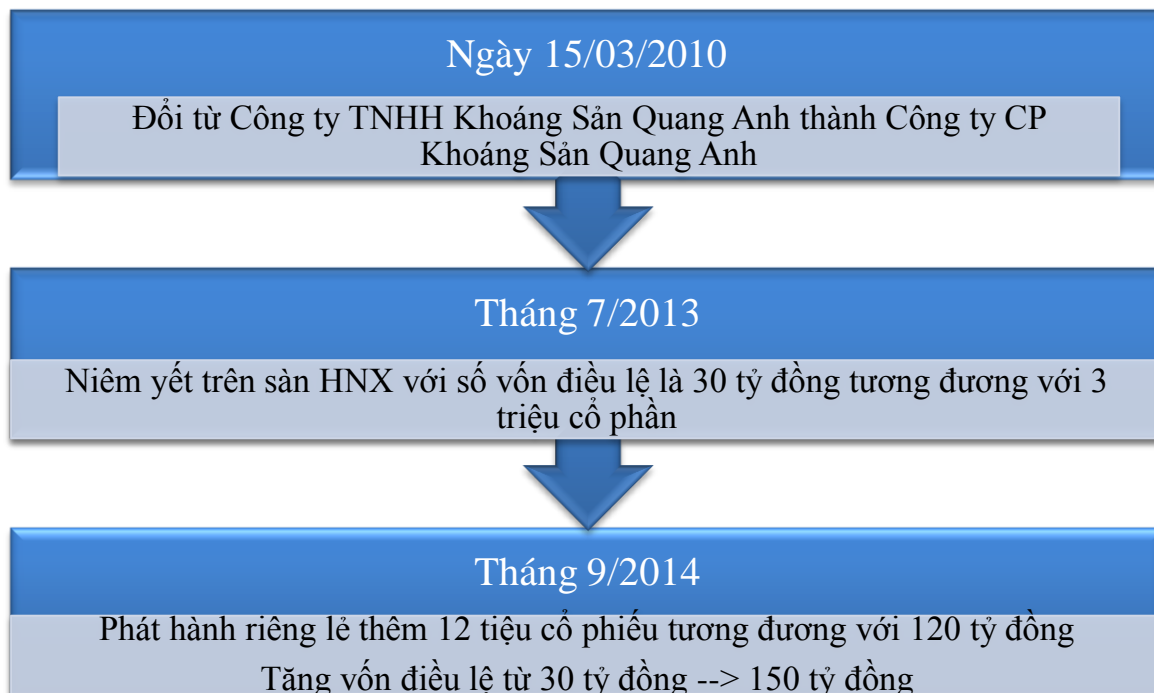 Ngày 15/03/2010
Đổi từ Công ty TNHH Khoáng Sản Quang Anh thành Công ty CP
Khoáng Sản Quang Anh
Tháng 7/2013
Niêm yết trên sàn HNX với số vốn điều lệ là 30 tỷ đồng tương đương với 3
triệu cổ phần
Tháng 9/2014
Phát hành riêng lẻ thêm 12 tiệu cổ phiếu tương đương với 120 tỷ đồng
Tăng vốn điều lệ từ 30 tỷ đồng --> 150 tỷ đồng